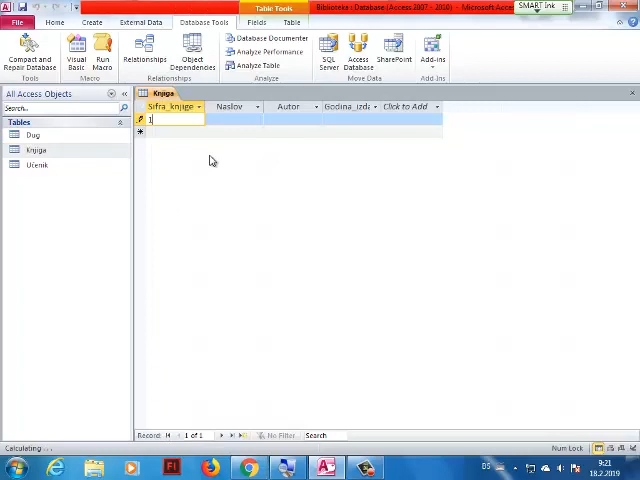 Table Tools
Biblioteka : Database (Access 2007 - 2010) - Microsoft Acce
SMART Ink
File
Home
Create
External Data
Database Tools
Fields
Table
Compact and Repair Database
Visual Basic
Run Macro
Relationships
Object Dependencies
Database Documenter
Analyze Performance
Analyze Table
SQL Server
Access Database
SharePoint
Add-ins
Tools
Macro
Relationships
Analyze
Move Data
Add-Ins
All Access Objects
Search...
Tables
Dug
Knjiga
Učenik
Knjiga
Sifra_knjige
Naslov
Autor
Godina_izda
Click to Add
1
Record:
1 of 1
No Filter
Search
Calculating . . .
Num Lock
BS
9:21
18.2.2019